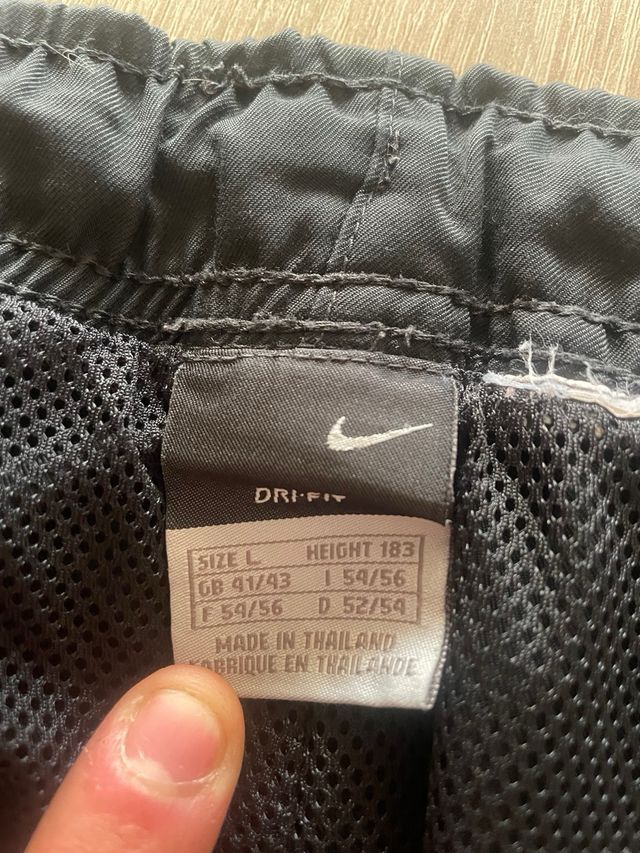 DRI-FIT
SIZE L HEIGHT 183
GB 41/43 I 54/56
F 54/56 D 52/54
MADE IN THAILAND
FABRIQUE EN THAILANDE